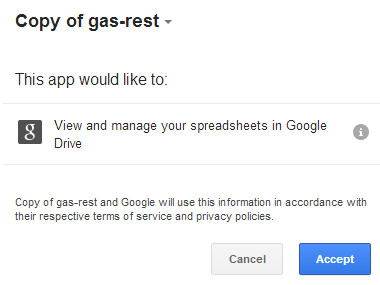 Copy of gas-rest
This app would like to:
g
View and manage your spreadsheets in Google
Drive
i
Copy of gas-rest and Google will use this information in accordance with
their respective terms of service and privacy policies.
Cancel
Accept